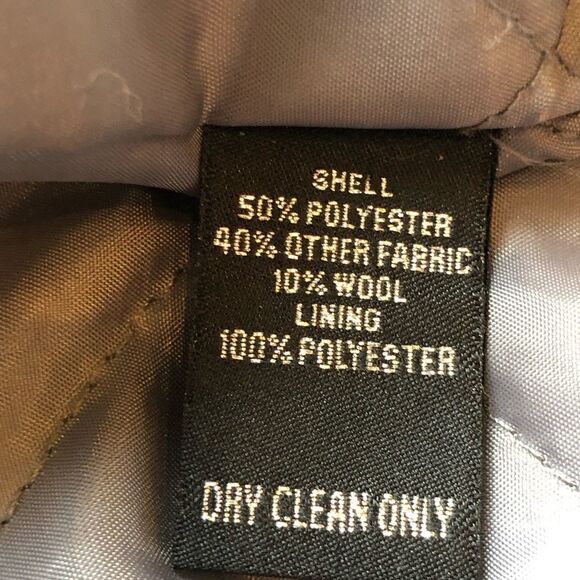 SHELL
50% POLYESTER
40% OTHER FABRIC
10% WOOL
LINING
100% POLYESTER
DRY CLEAN ONLY